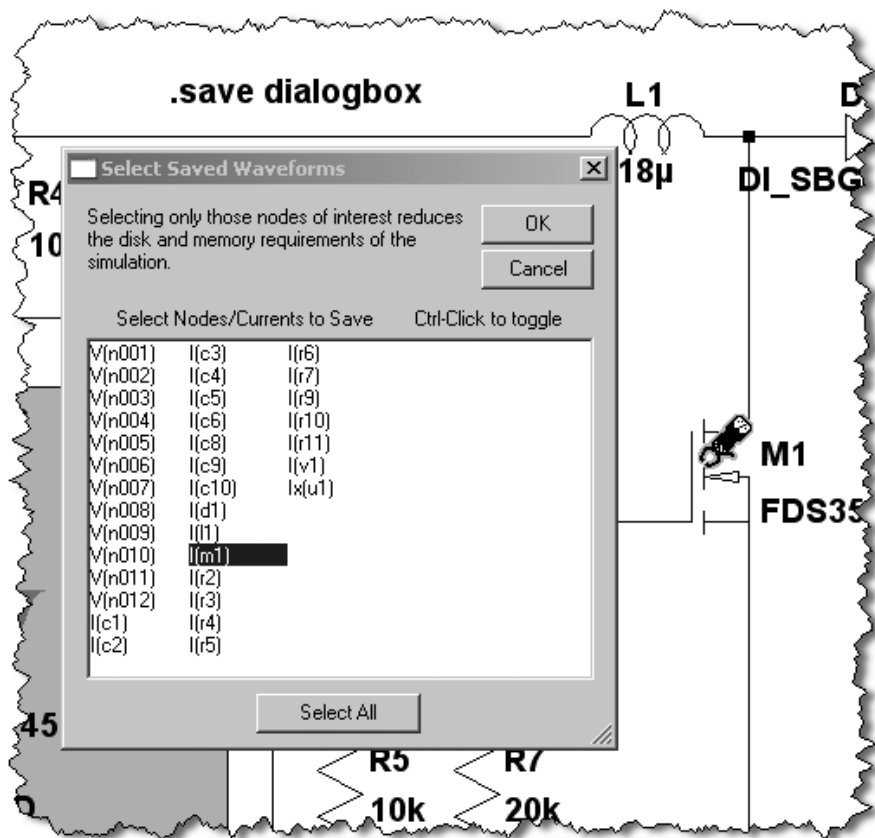 .save dialogbox
L1
D
18µ
DI_SBG
R4
10
Select Saved Waveforms
Selecting only those nodes of interest reduces
the disk and memory requirements of the
simulation.
OK
Cancel
Select Nodes/Currents to Save Ctrl-Click to toggle
V(n001) I(c3) I(r6)
V(n002) I(c4) I(r7)
V(n003) I(c5) I(r9)
V(n004) I(c6) I(r10)
V(n005) I(c8) I(r11)
V(n006) I(c9) I(v1)
V(n007) I(c10) Ix(u1)
V(n008) I(d1)
V(n009) I(l1)
V(n010) I(m1)
V(n011) I(r2)
V(n012) I(r3)
I(c1) I(r4)
I(c2) I(r5)
Select All
M1
FDS35
45
R5 R7
10k 20k